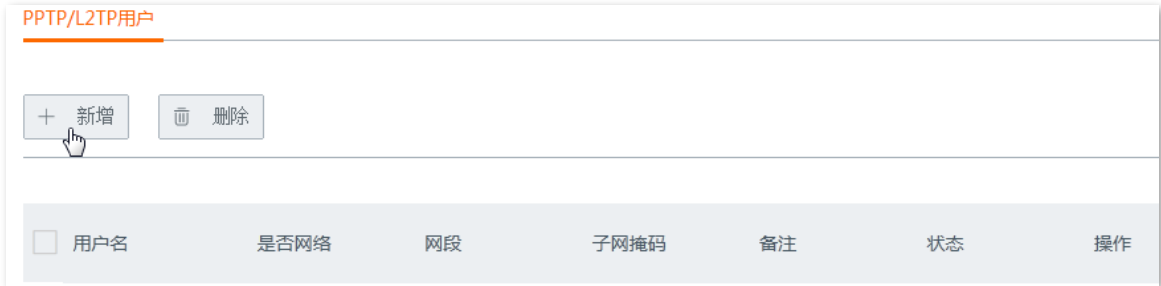 PPTP/L2TP用户
新增 删除
用户名 是否网络 网段 子网掩码 备注 状态 操作